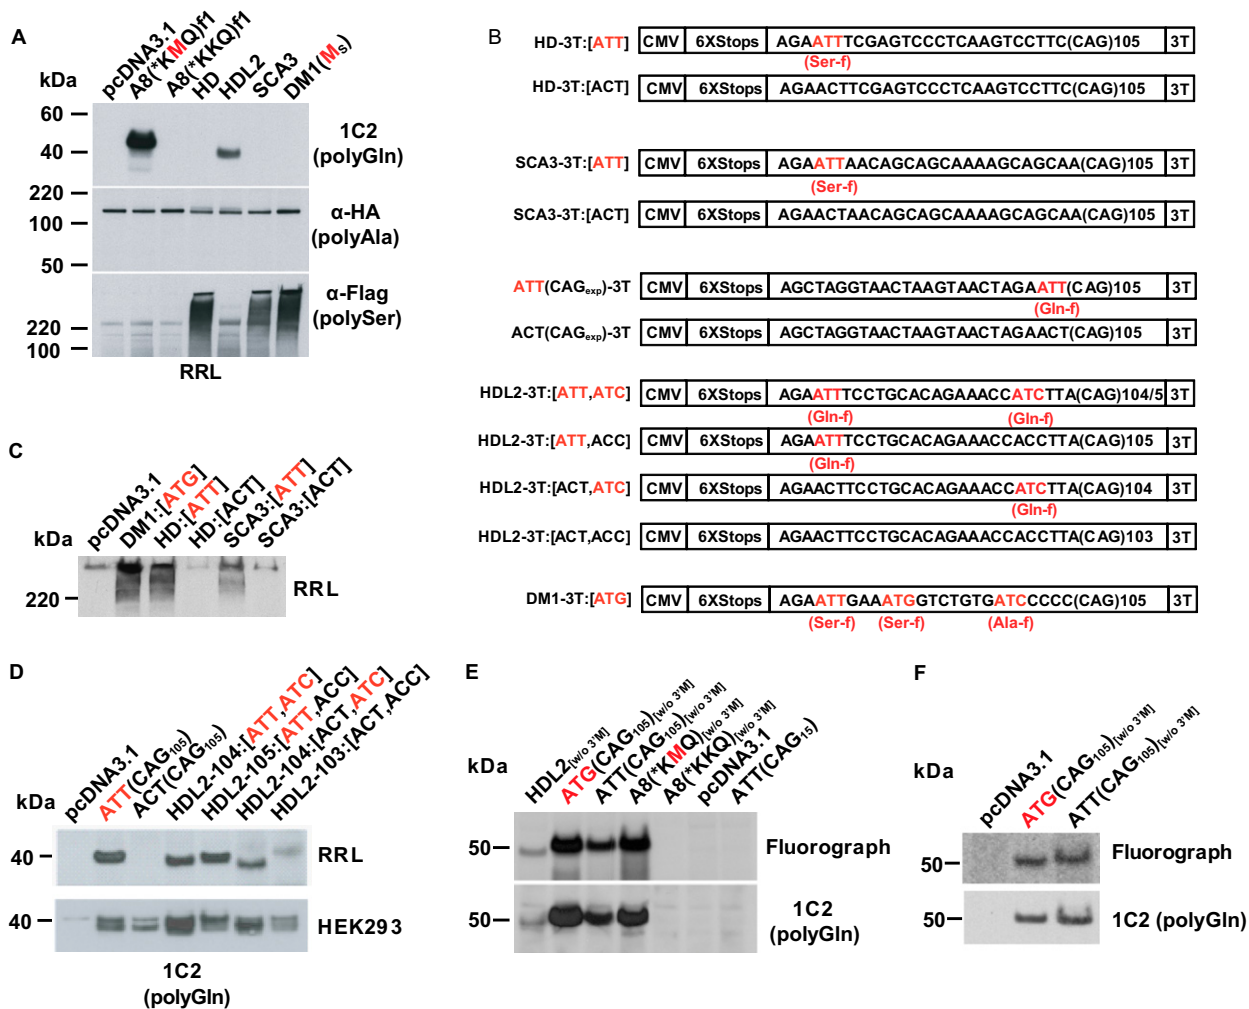 A
pcDNA3.1
A8(*KMQ)f1
A8(*KKQ)f1
HD
HDL2
SCA3
DM1(Ms)
kDa
60
40
1C2
(polyGln)
220
100
50
α-HA
(polyAla)
220
100
α-Flag
(polySer)
RRL
B
HD-3T:[ATT] CMV 6XStops AGAATTTCGAGTCCCTCAAGTCCTTC(CAG)105 3T
(Ser-f)
HD-3T:[ACT] CMV 6XStops AGAACTTCGAGTCCCTCAAGTCCTTC(CAG)105 3T
SCA3-3T:[ATT] CMV 6XStops AGAATTAACAGCAGCAAAAGCAGCAA(CAG)105 3T
(Ser-f)
SCA3-3T:[ACT] CMV 6XStops AGAACTAACAGCAGCAAAAGCAGCAA(CAG)105 3T
ATT(CAGexp)-3T CMV 6XStops AGCTAGGTAACTAAGTAACTAGAATT(CAG)105 3T
(Gln-f)
ACT(CAGexp)-3T CMV 6XStops AGCTAGGTAACTAAGTAACTAGAACT(CAG)105 3T
HDL2-3T:[ATT,ATC] CMV 6XStops AGAATTTCCTGCACAGAAACCATCTTA(CAG)104/5 3T
(Gln-f) (Gln-f)
HDL2-3T:[ATT,ACC] CMV 6XStops AGAATTTCCTGCACAGAAACCACCTTA(CAG)105 3T
(Gln-f)
HDL2-3T:[ACT,ATC] CMV 6XStops AGAACTTCCTGCACAGAAACCATCTTA(CAG)104 3T
(Gln-f)
HDL2-3T:[ACT,ACC] CMV 6XStops AGAACTTCCTGCACAGAAACCACCTTA(CAG)103 3T
DM1-3T:[ATG] CMV 6XStops AGAATTGAAATGGTCTGTGATCCCCC(CAG)105 3T
(Ser-f) (Ser-f) (Ala-f)
C
pcDNA3.1
DM1:[ATG]
HD:[ATT]
HD:[ACT]
SCA3:[ATT]
SCA3:[ACT]
kDa
220
RRL
D
pcDNA3.1
ATT(CAG105)
ACT(CAG105)
HDL2-104:[ATT,ATC]
HDL2-105:[ATT,ACC]
HDL2-104:[ACT,ATC]
HDL2-103:[ACT,ACC]
kDa
40
RRL
40
HEK293
1C2
(polyGln)
E
HDL2[w/o 3'M]
ATG(CAG105)[w/o 3'M]
ATT(CAG105)[w/o 3'M]
A8(*KMQ)[w/o 3'M]
A8(*KKQ)[w/o 3'M]
pcDNA3.1
ATT(CAG15)
kDa
50
Fluorograph
50
1C2
(polyGln)
F
pcDNA3.1
ATG(CAG105)[w/o 3'M]
ATT(CAG105)[w/o 3'M]
kDa
50
Fluorograph
50
1C2 (polyGln)